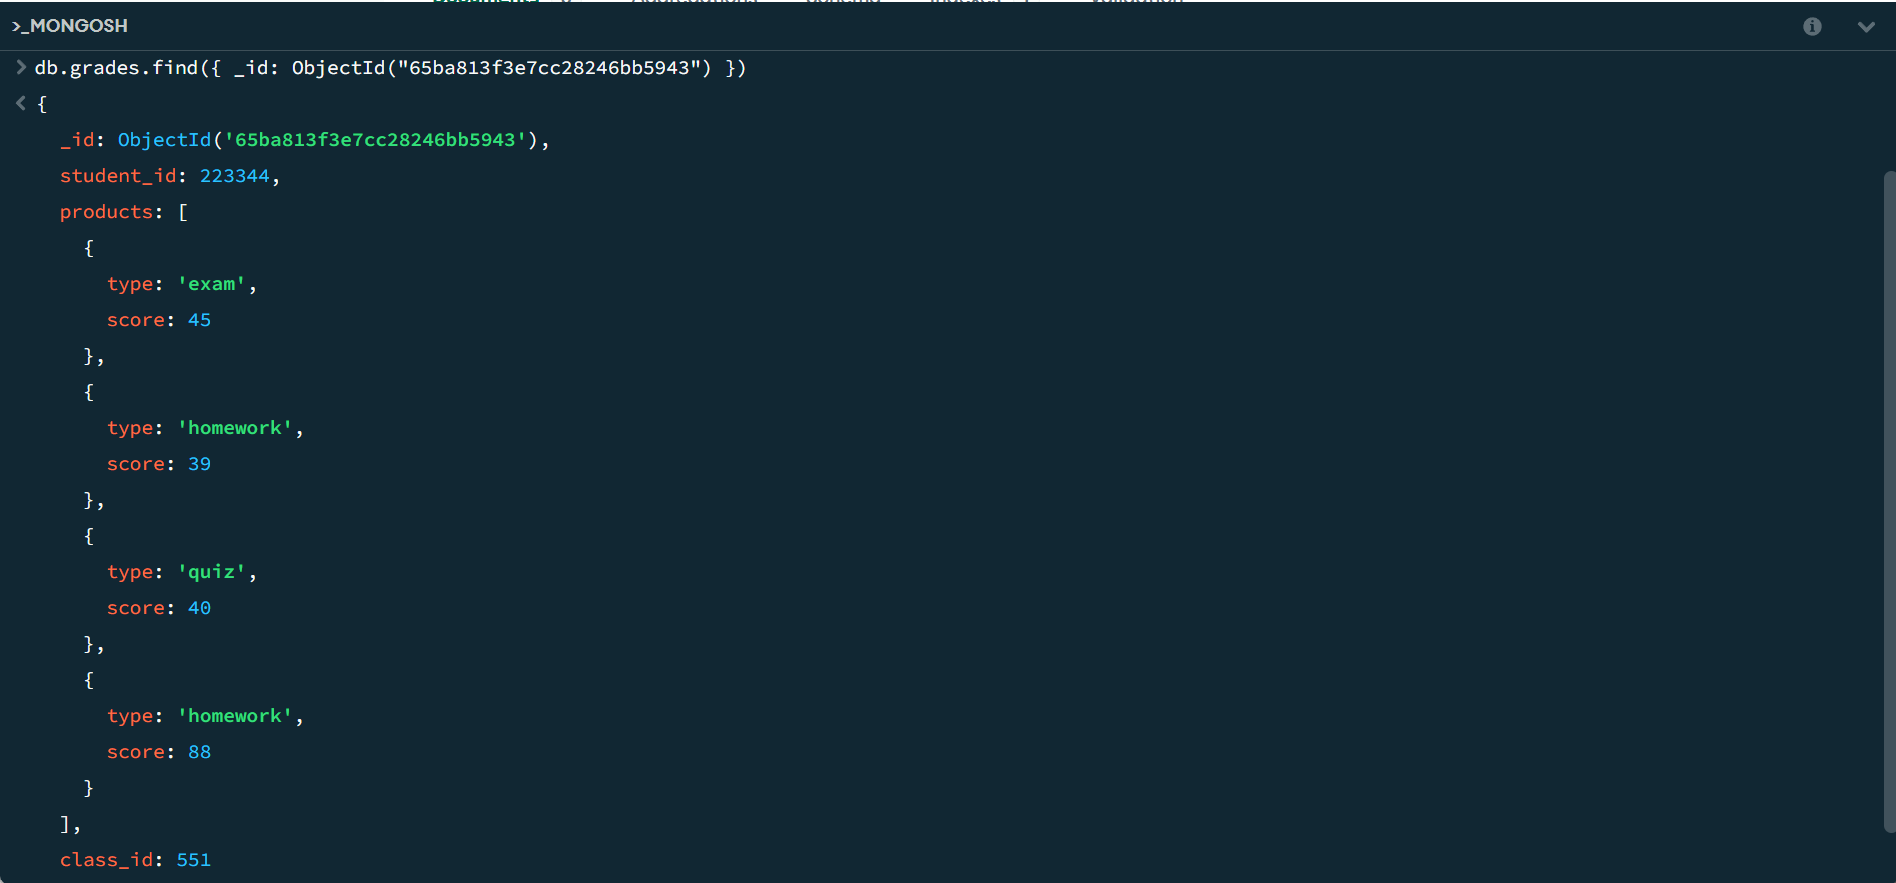 >_MONGOSH
> db.grades.find({ _id: ObjectId("65ba813f3e7cc28246bb5943") })
< {
_id: ObjectId('65ba813f3e7cc28246bb5943'),
student_id: 223344,
products: [
{
type: 'exam',
score: 45
},
{
type: 'homework',
score: 39
},
{
type: 'quiz',
score: 40
},
{
type: 'homework',
score: 88
}
],
class_id: 551